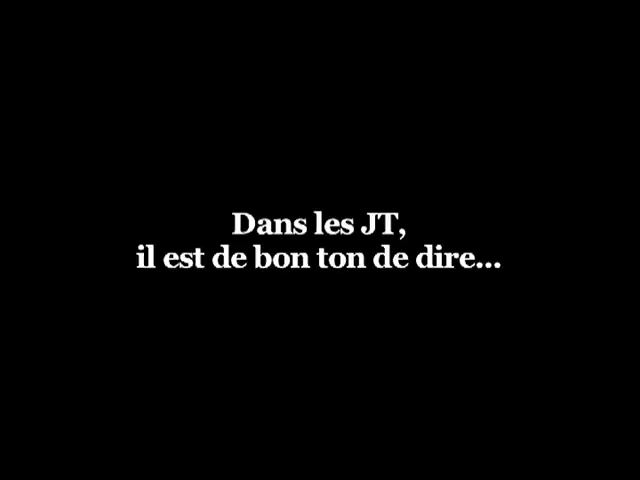 Dans les JT,
il est de bon ton de dire...